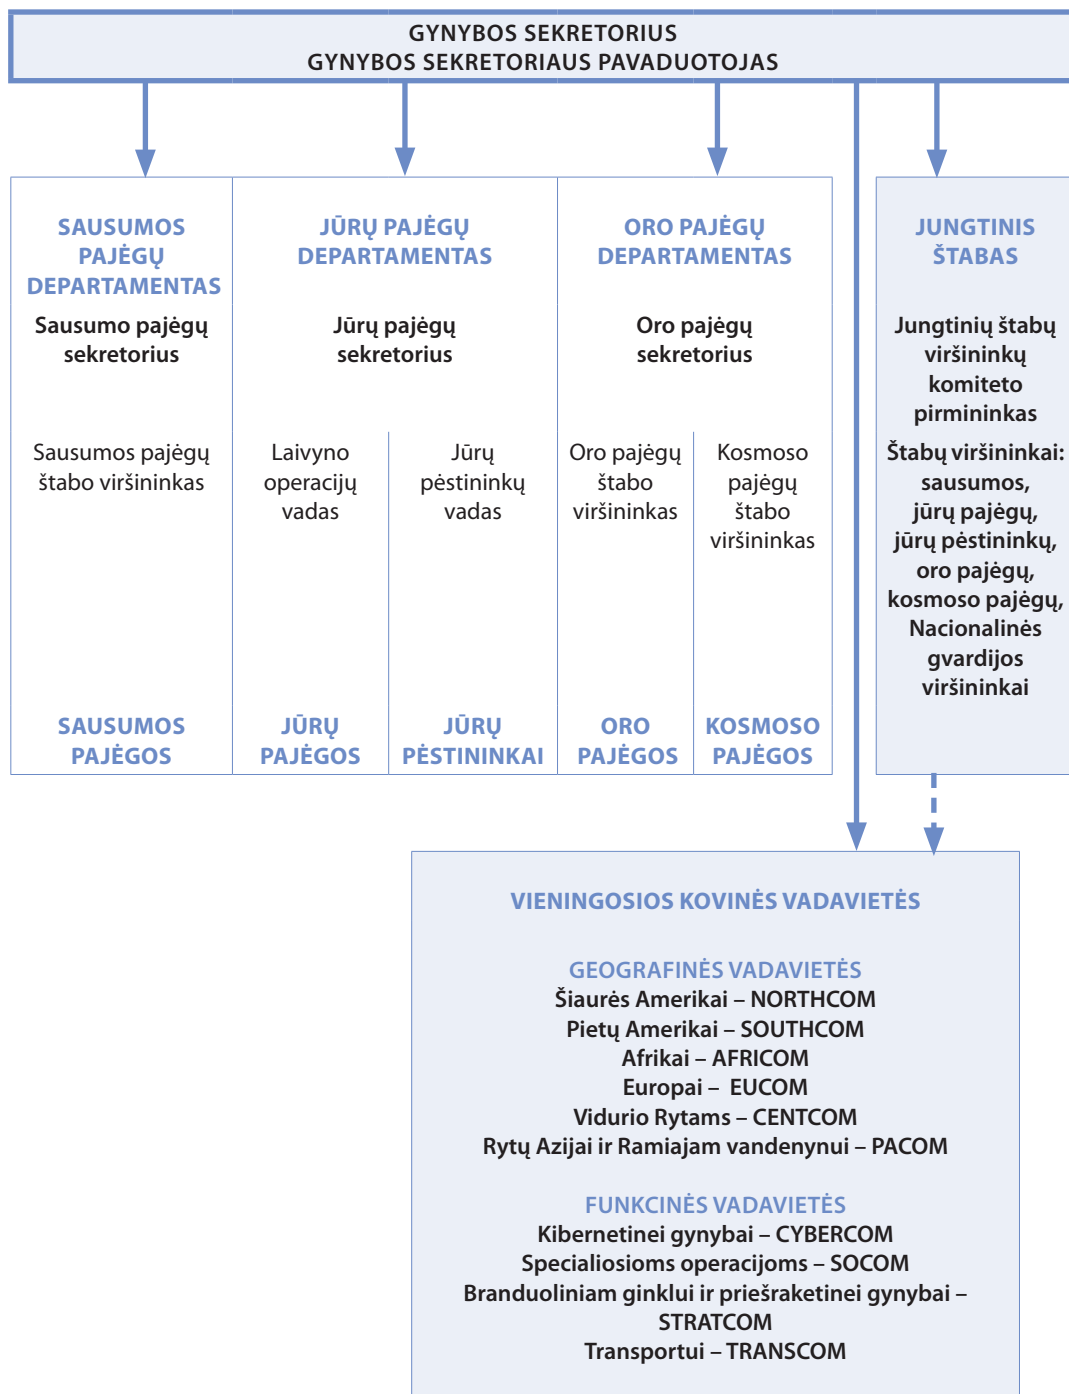 GYNYBOS SEKRETORIUS
GYNYBOS SEKRETORIAUS PAVADUOTOJAS
SAUSUMOS
PAJĖGŲ
DEPARTAMENTAS
Sausumo pajėgų
sekretorius
Sausumos pajėgų
štabo viršininkas
SAUSUMOS
PAJĖGOS
JŪRŲ PAJĖGŲ
DEPARTAMENTAS
Jūrų pajėgų
sekretorius
Laivyno
operacijų
vadas
JŪRŲ
PAJĖGOS
Jūrų
pėstininkų
vadas
JŪRŲ
PĖSTININKAI
ORO PAJĖGŲ
DEPARTAMENTAS
Oro pajėgų
sekretorius
Oro pajėgų
štabo
viršininkas
ORO
PAJĖGOS
Kosmoso
pajėgų
štabo
viršininkas
KOSMOSO
PAJĖGOS
JUNGTINIS
ŠTABAS
Jungtinių štabų
viršininkų
komiteto
pirmininkas
Štabų viršininkai:
sausumos,
jūrų pajėgų,
jūrų pėstininkų,
oro pajėgų,
kosmoso pajėgų,
Nacionalinės
gvardijos
viršininkai
VIENINGOSIOS KOVINĖS VADAVIETĖS
GEOGRAFINĖS VADAVIETĖS
Šiaurės Amerikai – NORTHCOM
Pietų Amerikai – SOUTHCOM
Afrikai – AFRICOM
Europai – EUCOM
Vidurio Rytams – CENTCOM
Rytų Azijai ir Ramiajam vandenynui – PACOM
FUNKCINĖS VADAVIETĖS
Kibernetinei gynybai – CYBERCOM
Specialiosioms operacijoms – SOCOM
Branduoliniam ginklui ir priešraketinei gynybai –
STRATCOM
Transportui – TRANSCOM